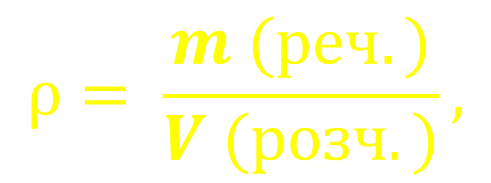 ρ = m (реч. )
V (розч. ) ,